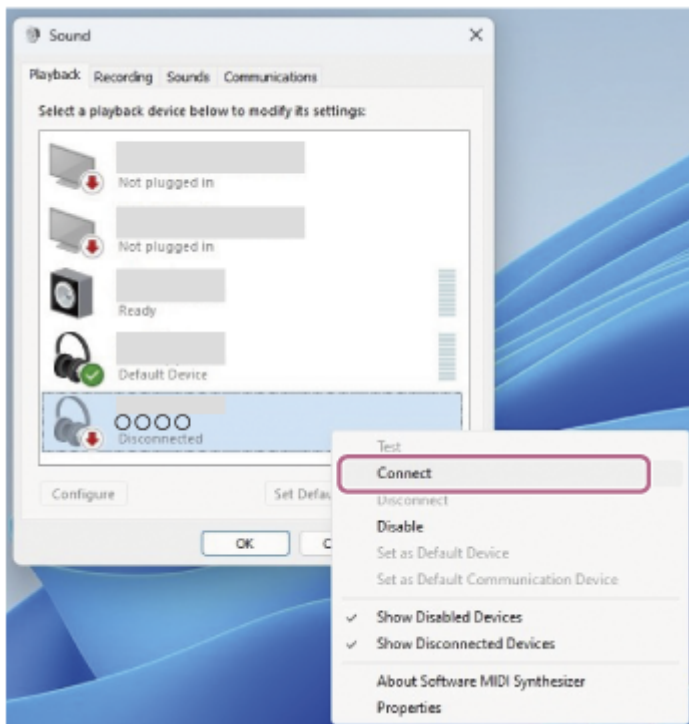 Sound
Playback Recording Sounds Communications
Select a playback device below to modify its settings:
Not plugged in
Not plugged in
Ready
Default Device
OOOO
Disconnected
Test
Connect
Disconnect
Disable
Set as Default Device
Set as Default Communication Device
Show Disabled Devices
Show Disconnected Devices
About Software MIDI Synthesizer
Properties
Configure Set Defau
OK C